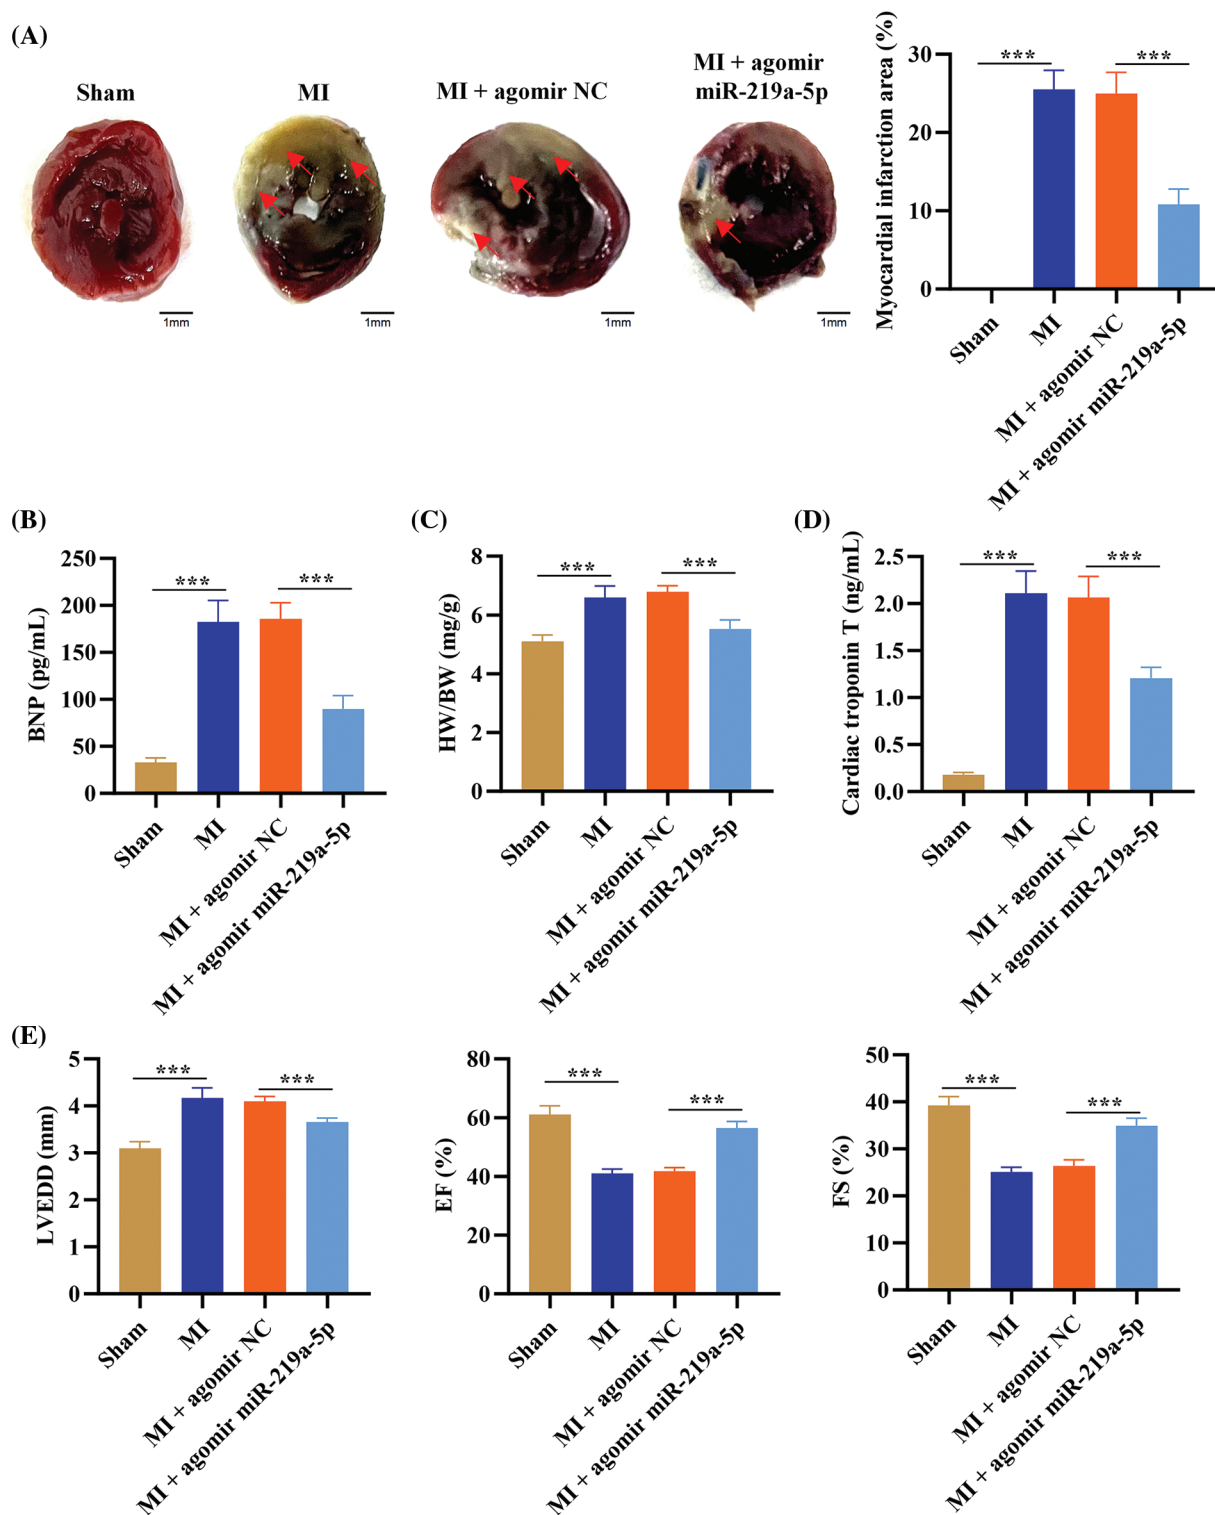 (A)
Sham
MI
MI + agomir NC
MI + agomir
miR-219a-5p
1mm
1mm
1mm
1mm
Myocardial infarction area (%)
30
20
10
0
***
***
Sham
MI
MI + agomir NC
MI + agomir miR-219a-5p
(B)
BNP (pg/mL)
250
200
150
100
50
0
***
***
Sham
MI
MI + agomir NC
MI + agomir miR-219a-5p
(C)
HW/BW (mg/g)
8
6
4
2
0
***
***
Sham
MI
MI + agomir NC
MI + agomir miR-219a-5p
(D)
Cardiac troponin T (ng/mL)
2.5
2.0
1.5
1.0
0.5
0.0
***
***
Sham
MI
MI + agomir NC
MI + agomir miR-219a-5p
(E)
LVEDD (mm)
5
4
3
2
1
0
***
***
Sham
MI
MI + agomir NC
MI + agomir miR-219a-5p
EF (%)
80
60
40
20
0
***
***
Sham
MI
MI + agomir NC
MI + agomir miR-219a-5p
FS (%)
50
40
30
20
10
0
***
***
Sham
MI
MI + agomir NC
MI + agomir miR-219a-5p